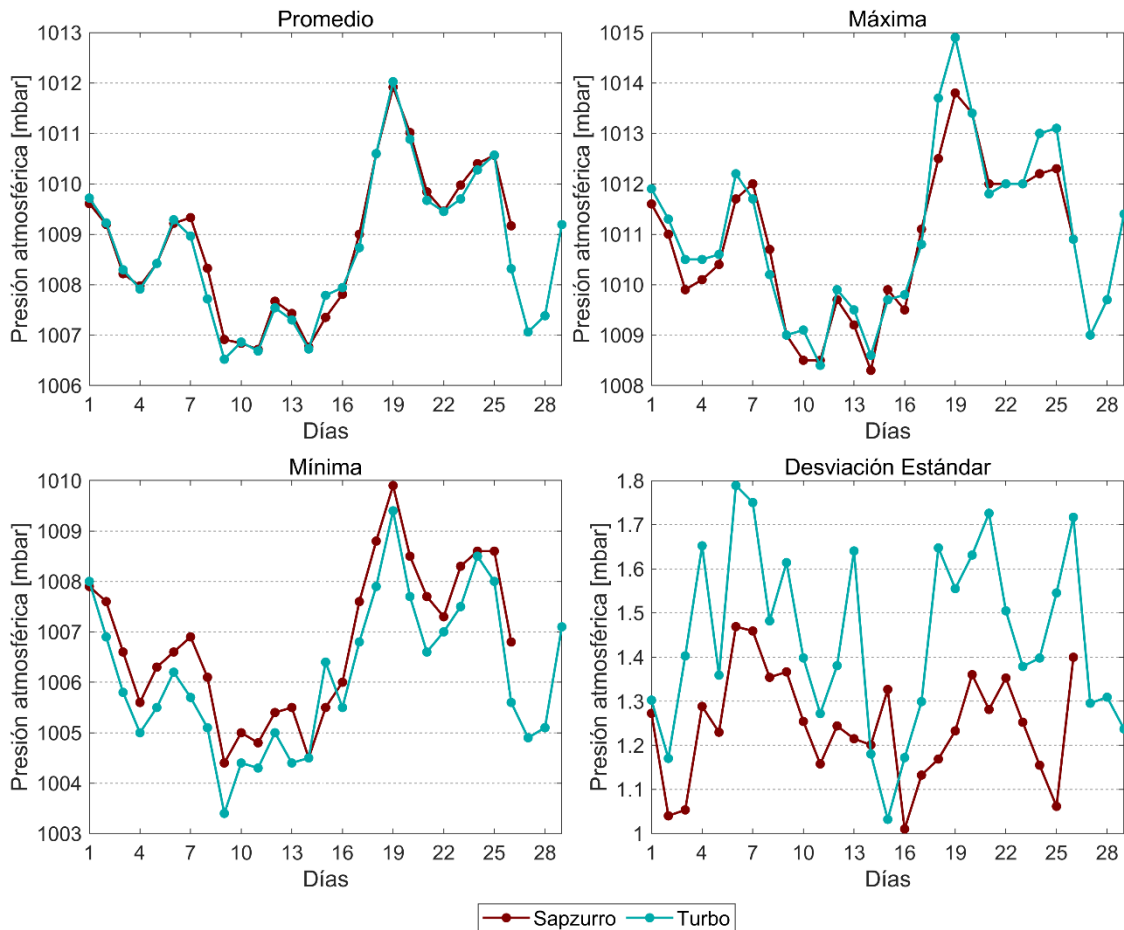 Promedio
Presión atmosférica [mbar]
1013
1012
1011
1010
1009
1008
1007
1006
1 4 7 10 13 16 19 22 25 28
Días
Máxima
Presión atmosférica [mbar]
1015
1014
1013
1012
1011
1010
1009
1008
1 4 7 10 13 16 19 22 25 28
Días
Mínima
Presión atmosférica [mbar]
1010
1009
1008
1007
1006
1005
1004
1003
1 4 7 10 13 16 19 22 25 28
Días
Desviación Estándar
Presión atmosférica [mbar]
1.8
1.7
1.6
1.5
1.4
1.3
1.2
1.1
1
1 4 7 10 13 16 19 22 25 28
Días
Sapzurro Turbo